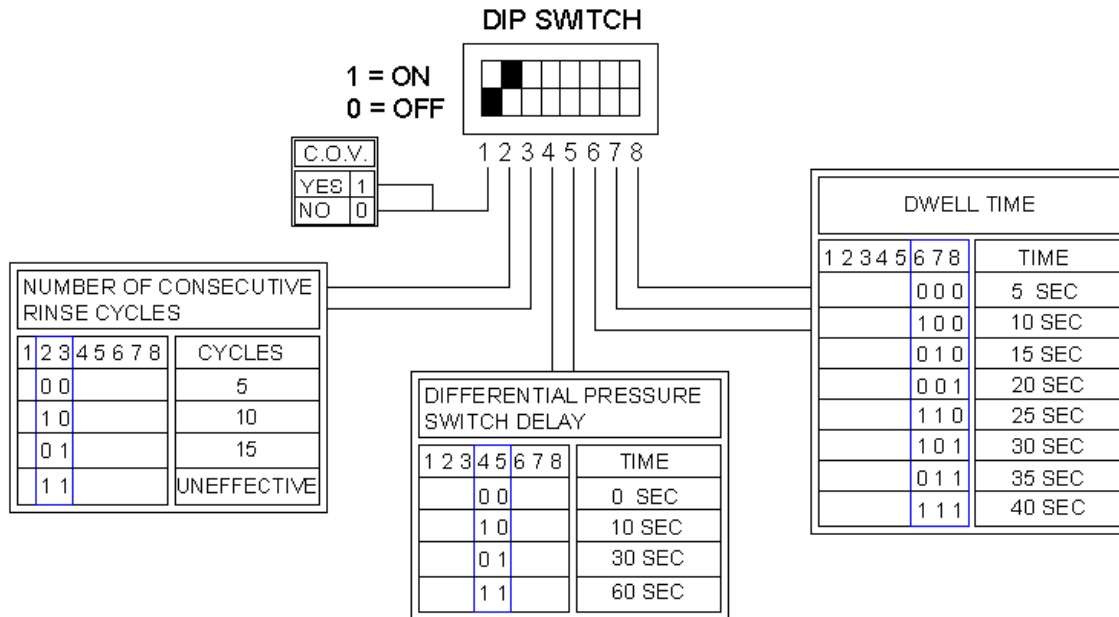 DIP SWITCH
1 = ON
0 = OFF
1 2 3 4 5 6 7 8
C.O.V.
YES 1
NO 0
NUMBER OF CONSECUTIVE
RINSE CYCLES
1 2 3 4 5 6 7 8 CYCLES
0 0 5
1 0 10
0 1 15
1 1 UNEFFECTIVE
DIFFERENTIAL PRESSURE
SWITCH DELAY
1 2 3 4 5 6 7 8 TIME
0 0 0 SEC
1 0 10 SEC
0 1 30 SEC
1 1 60 SEC
DWELL TIME
1 2 3 4 5 6 7 8 TIME
0 0 0 5 SEC
1 0 0 10 SEC
0 1 0 15 SEC
0 0 1 20 SEC
1 1 0 25 SEC
1 0 1 30 SEC
0 1 1 35 SEC
1 1 1 40 SEC